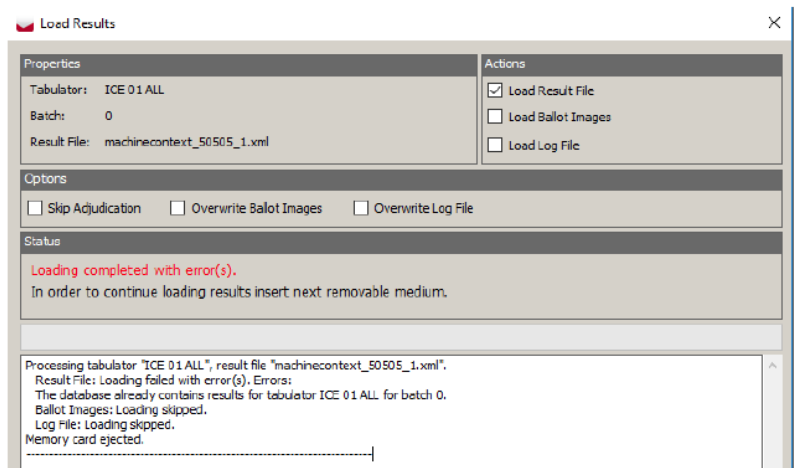 Load Results
Properties
Tabulator: ICE 01 ALL
Batch: 0
Result File: machinecontext_50505_1.xml
Actions
Load Result File
Load Ballot Images
Load Log File
Options
Skip Adjudication Overwrite Ballot Images Overwrite Log File
Status
Loading completed with error(s).
In order to continue loading results insert next removable medium.
Processing tabulator "ICE 01 ALL", result file "machinecontext_50505_1.xml".
Result File: Loading failed with error(s). Errors:
The database already contains results for tabulator ICE 01 ALL for batch 0.
Ballot Images: Loading skipped.
Log File: Loading skipped.
Memory card ejected.
--------------------------------------------------------------------------------